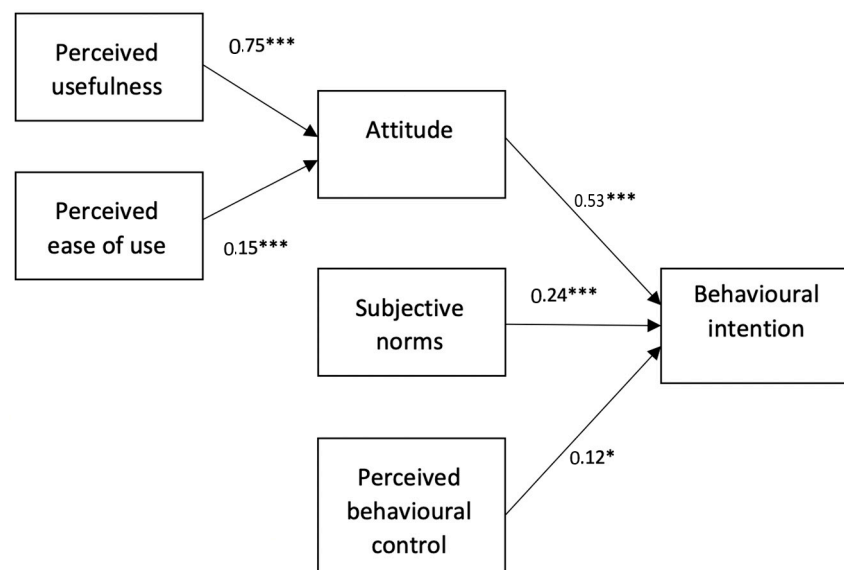 Perceived
usefulness
0.75***
Perceived
ease of use
0.15***
Attitude
0.53***
Subjective
norms
0.24***
Perceived
behavioural
control
0.12*
Behavioural
intention